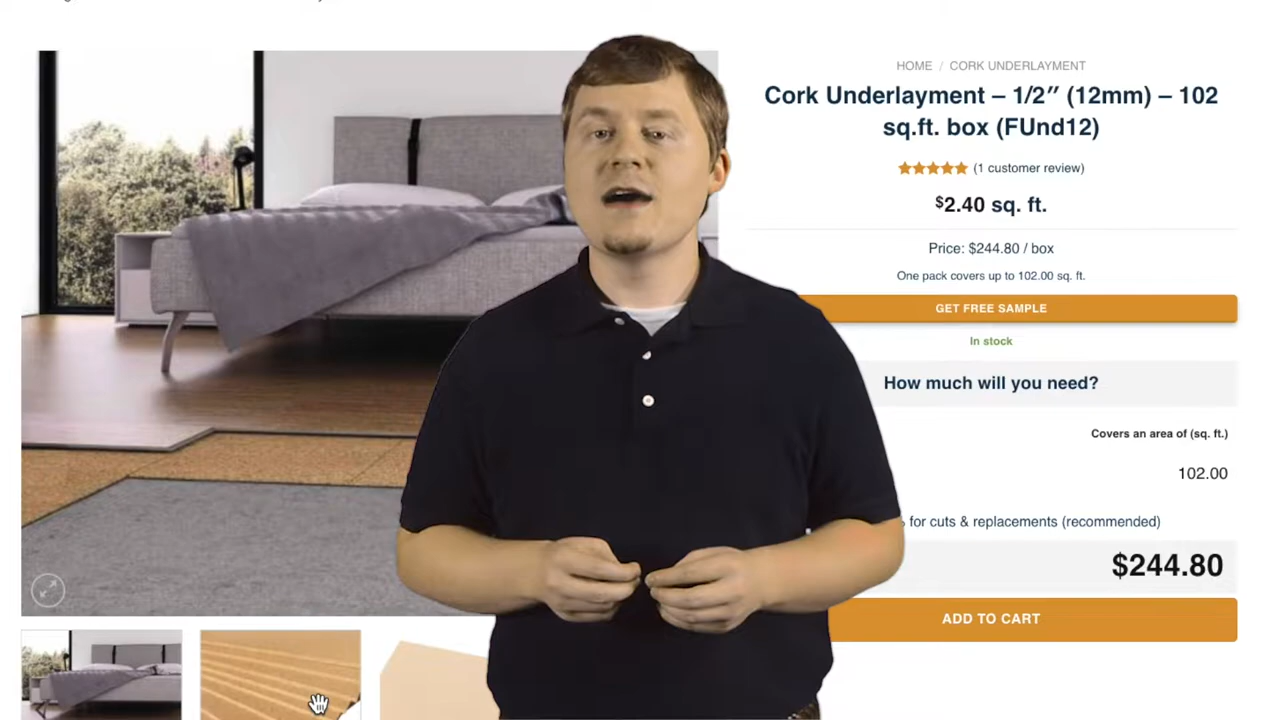 HOME / CORK UNDERLAYMENT
Cork Underlayment – 1/2″ (12mm) – 102
sq.ft. box (FUnd12)
(1 customer review)
$2.40 sq. ft.
Price: $244.80 / box
One pack covers up to 102.00 sq. ft.
GET FREE SAMPLE
In stock
How much will you need?
Covers an area of (sq. ft.)
102.00
for cuts & replacements (recommended)
$244.80
ADD TO CART